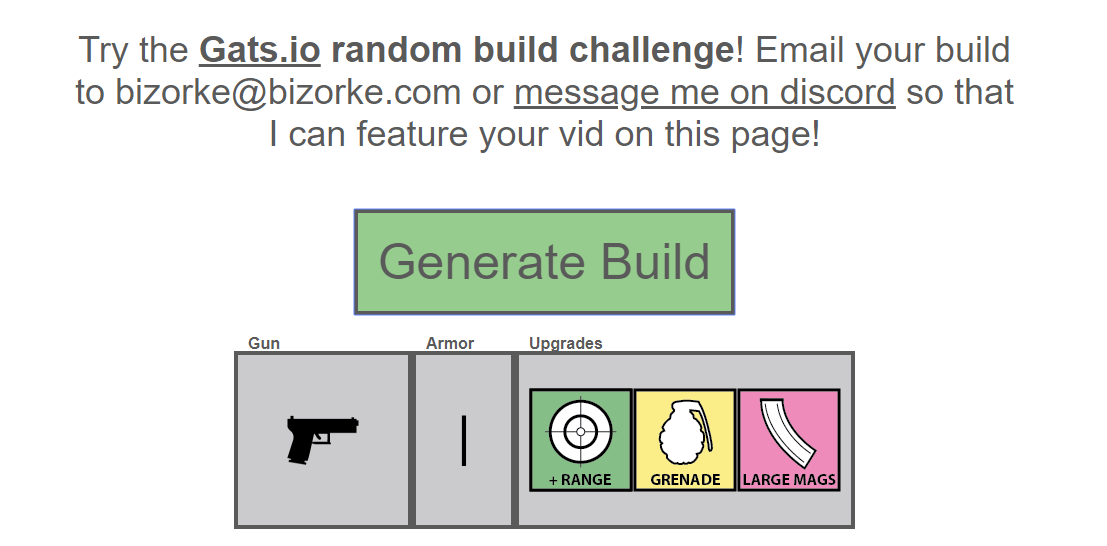 Try the Gats.io random build challenge! Email your build
to bizorke@bizorke.com or message me on discord so that
I can feature your vid on this page!
Generate Build
Gun
Armor
Upgrades
+ RANGE
GRENADE
LARGE MAGS